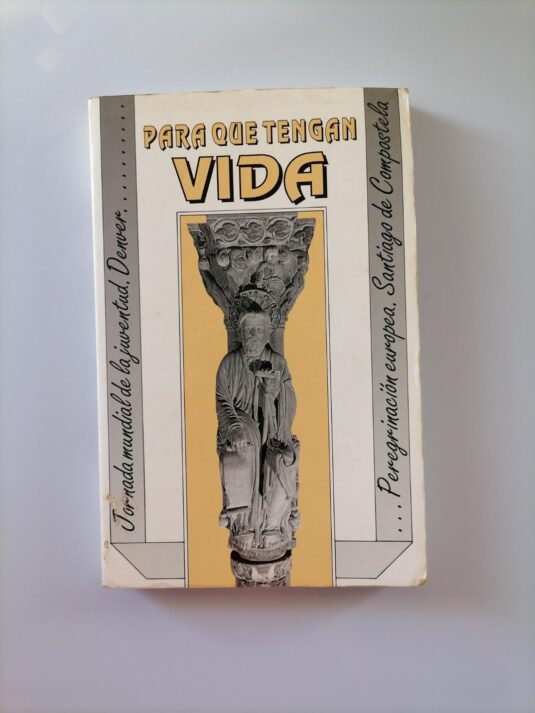 PARA QUE TENGAN
VIDA
Jornada mundial de la juventud, Denver...........
...Peregrinación europea, Santiago de Compostela